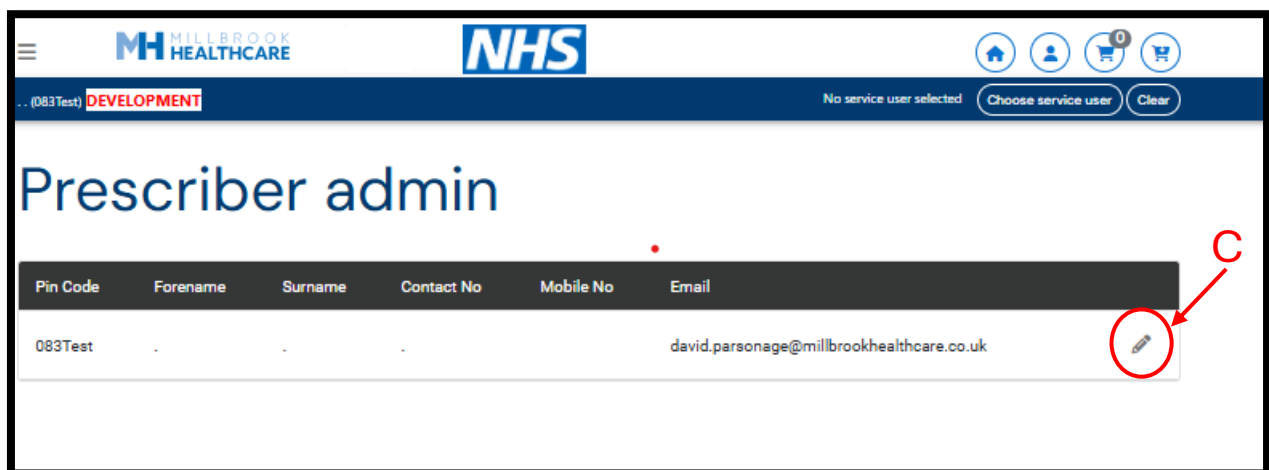 MH MILLBROOK HEALTHCARE
NHS
0
. . (083Test) DEVELOPMENT No service user selected Choose service user Clear
Prescriber admin
C
Pin Code Forename Surname Contact No Mobile No Email
083Test . . . david.parsonage@millbrookhealthcare.co.uk